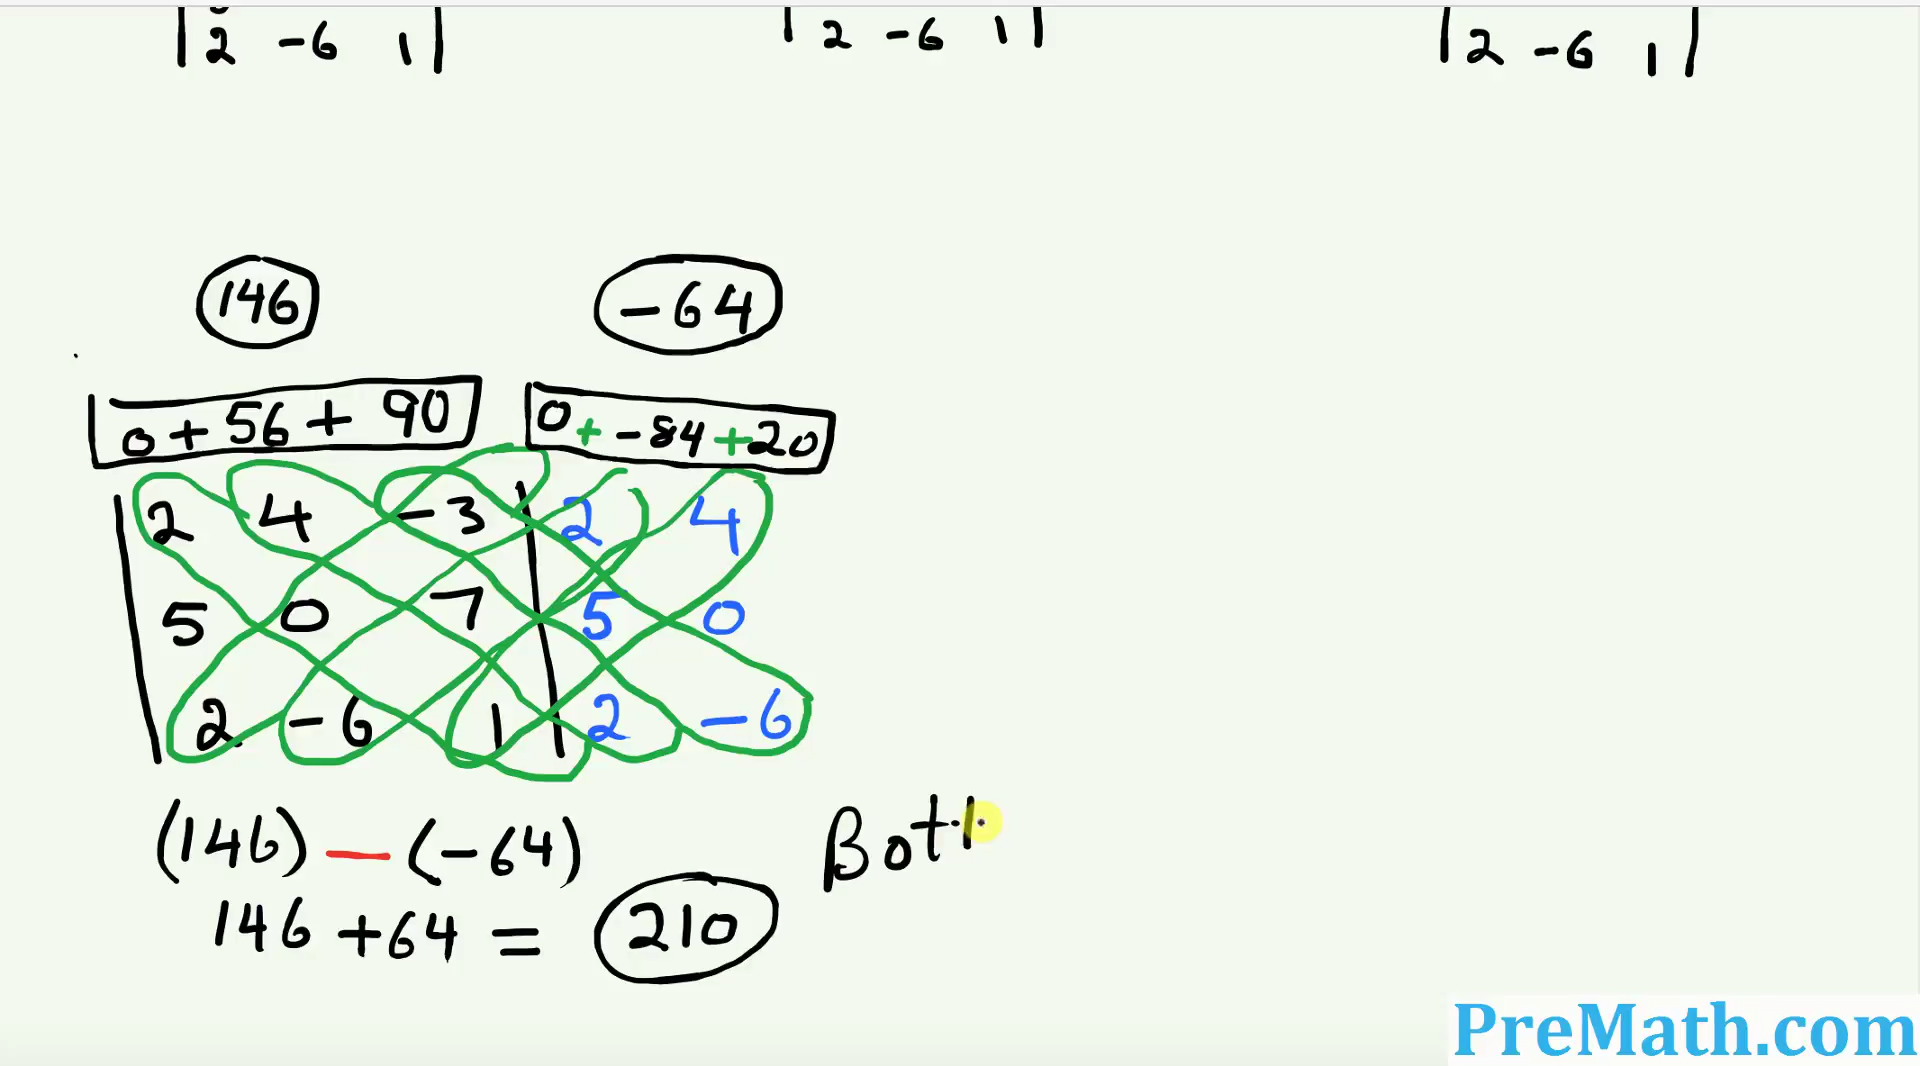 2 -6 1 2 -6 1 2 -6 1
146 -64
0 + 56 + 90 0 + -84 + 20
2 4 -3 2 4
5 0 7 5 0
2 -6 1 2 -6
(146) — (-64) Bott
146 + 64 = 210
PreMath.com